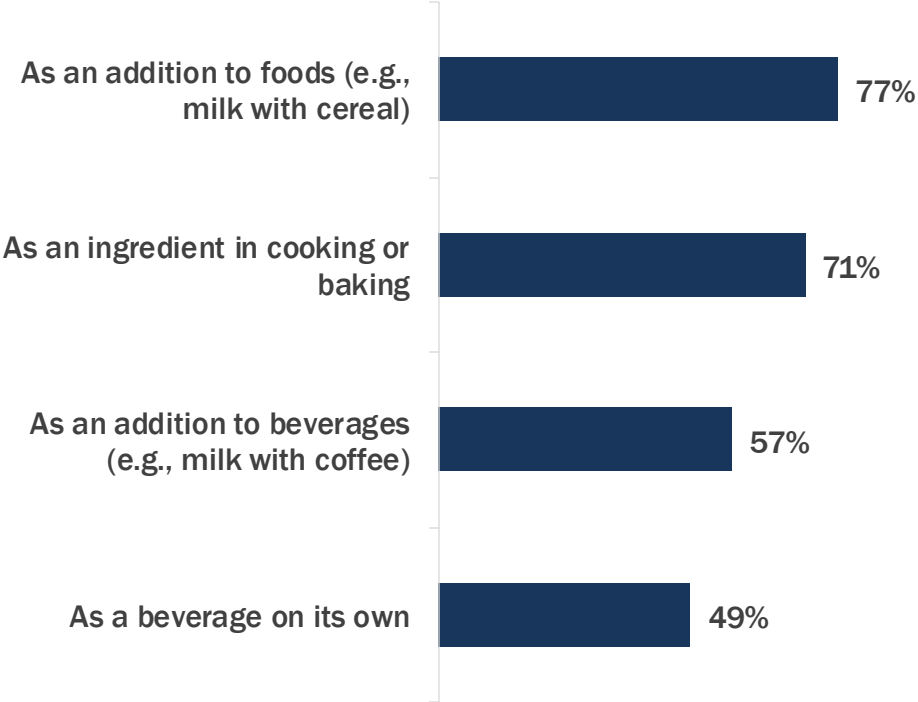 As an addition to foods (e.g.,
milk with cereal)
77%
As an ingredient in cooking or
baking
71%
As an addition to beverages
(e.g., milk with coffee)
57%
As a beverage on its own
49%